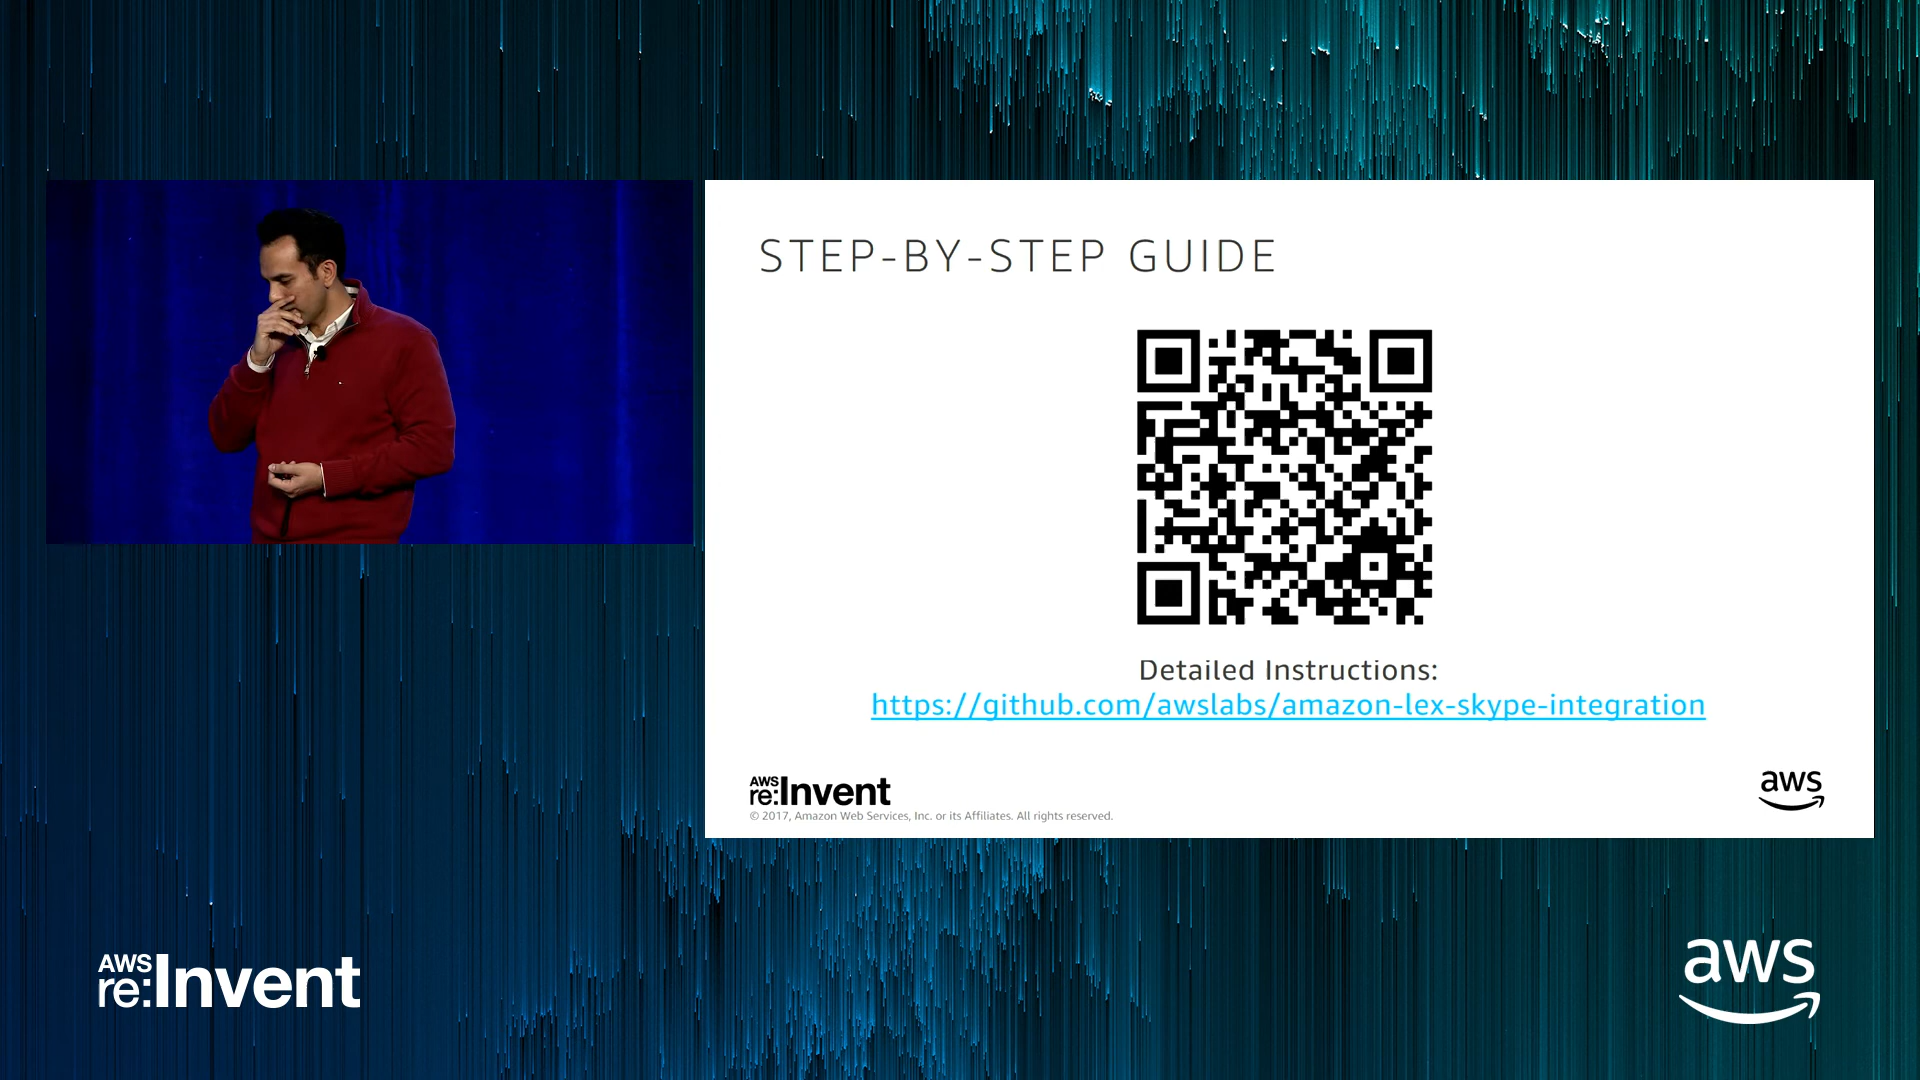 STEP-BY-STEP GUIDE
Detailed Instructions:
https://github.com/awslabs/amazon-lex-skype-integration
AWS
re:Invent
© 2017, Amazon Web Services, Inc. or its Affiliates. All rights reserved.
aws
AWS
re:Invent
aws